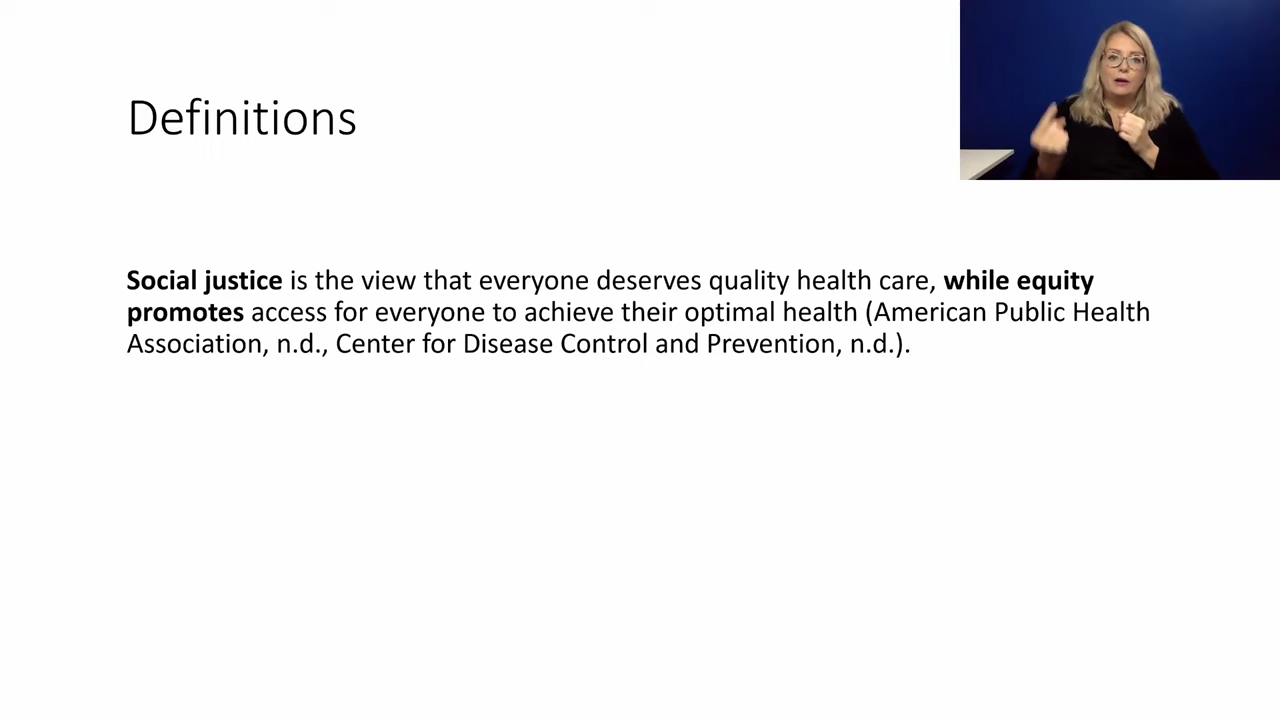 Definitions
Social justice is the view that everyone deserves quality health care, while equity
promotes access for everyone to achieve their optimal health (American Public Health
Association, n.d., Center for Disease Control and Prevention, n.d.).